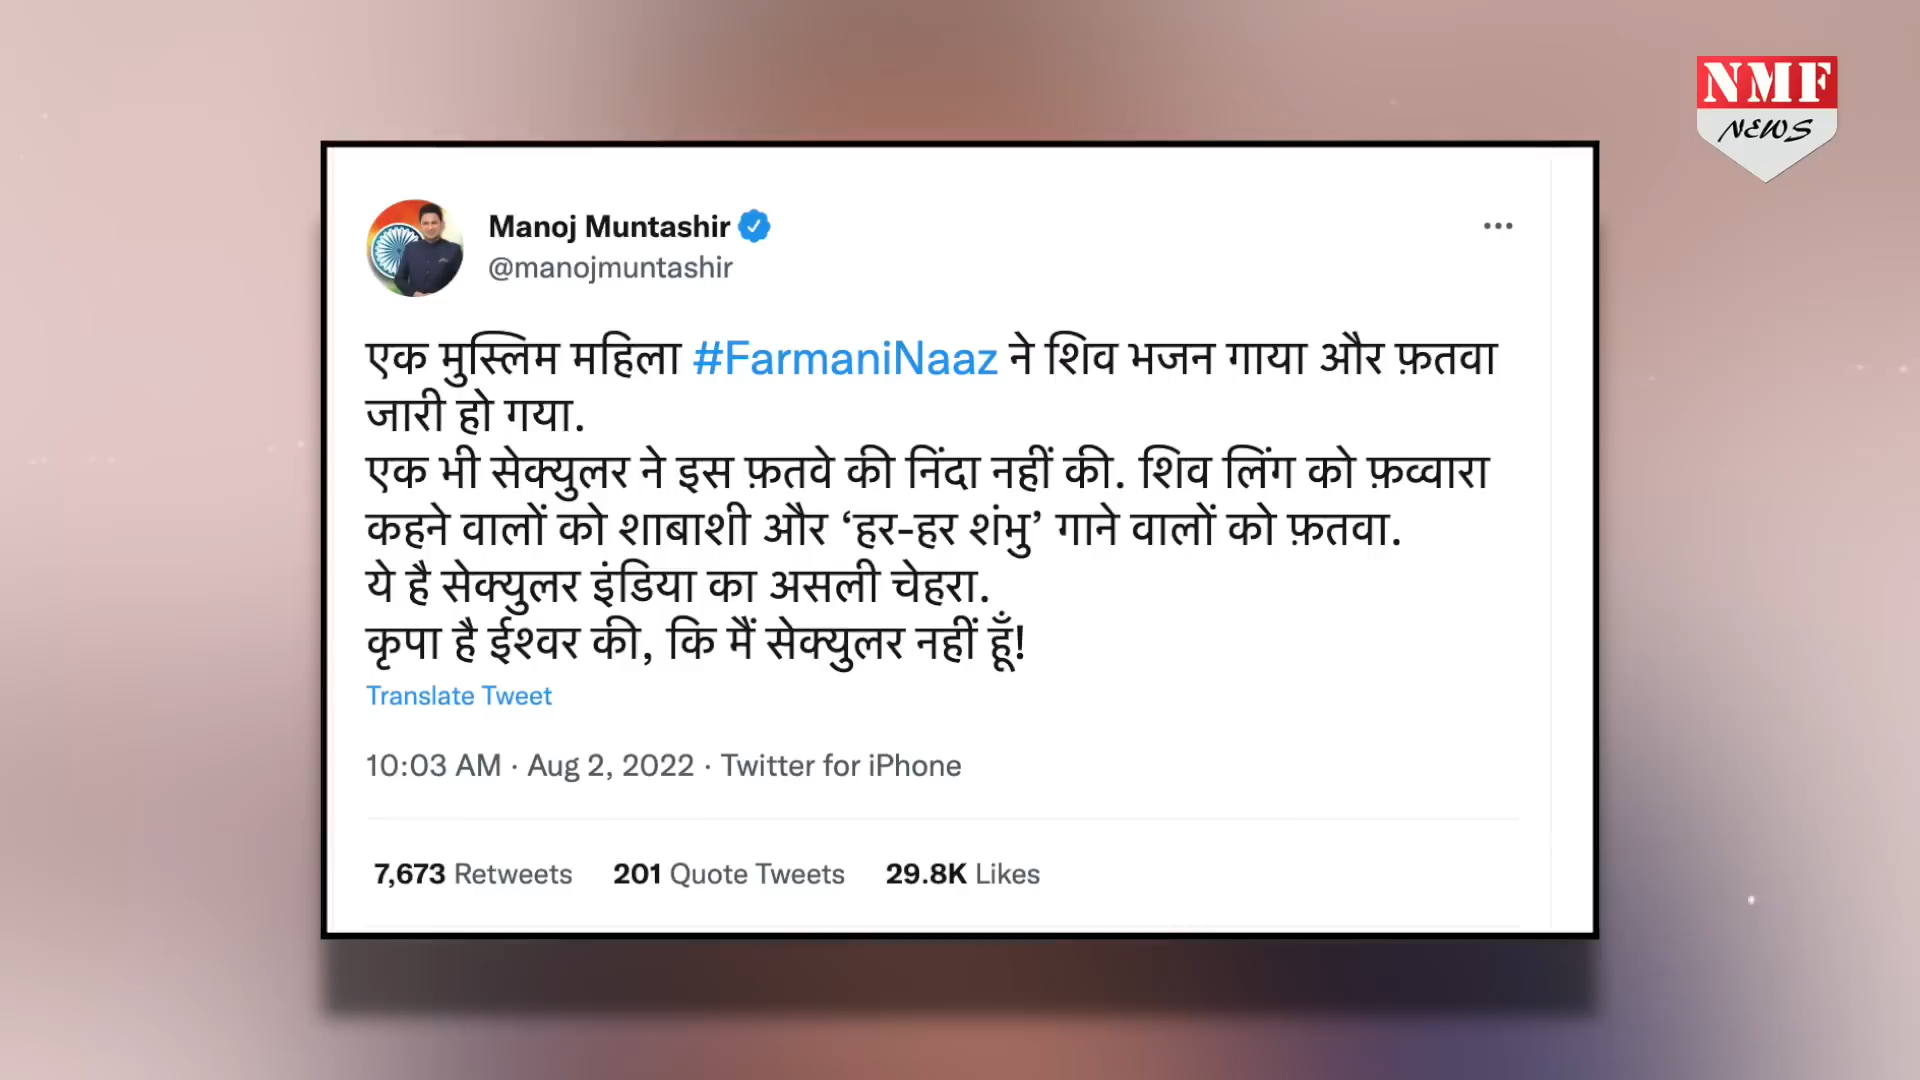 NMF
NEWS
Manoj Muntashir
@manojmuntashir
एक मुस्लिम महिला #FarmaniNaaz ने शिव भजन गाया और फ़तवा
जारी हो गया.
एक भी सेक्युलर ने इस फ़तवे की निंदा नहीं की. शिव लिंग को फ़व्वारा
कहने वालों को शाबाशी और ‘हर-हर शंभु’ गाने वालों को फ़तवा.
ये है सेक्युलर इंडिया का असली चेहरा.
कृपा है ईश्वर की, कि मैं सेक्युलर नहीं हूँ!
Translate Tweet
10:03 AM · Aug 2, 2022 · Twitter for iPhone
7,673 Retweets 201 Quote Tweets 29.8K Likes